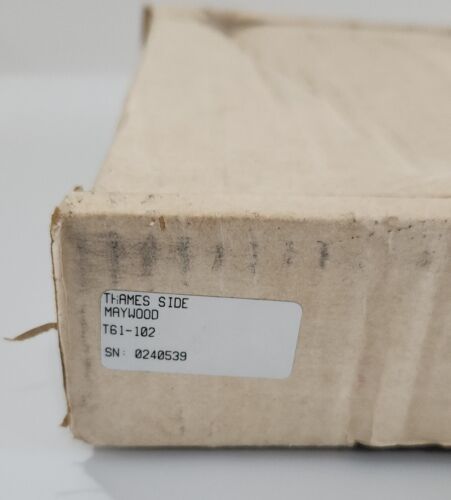 THAMES SIDE
MAYWOOD
T61-102
SN: 0240539